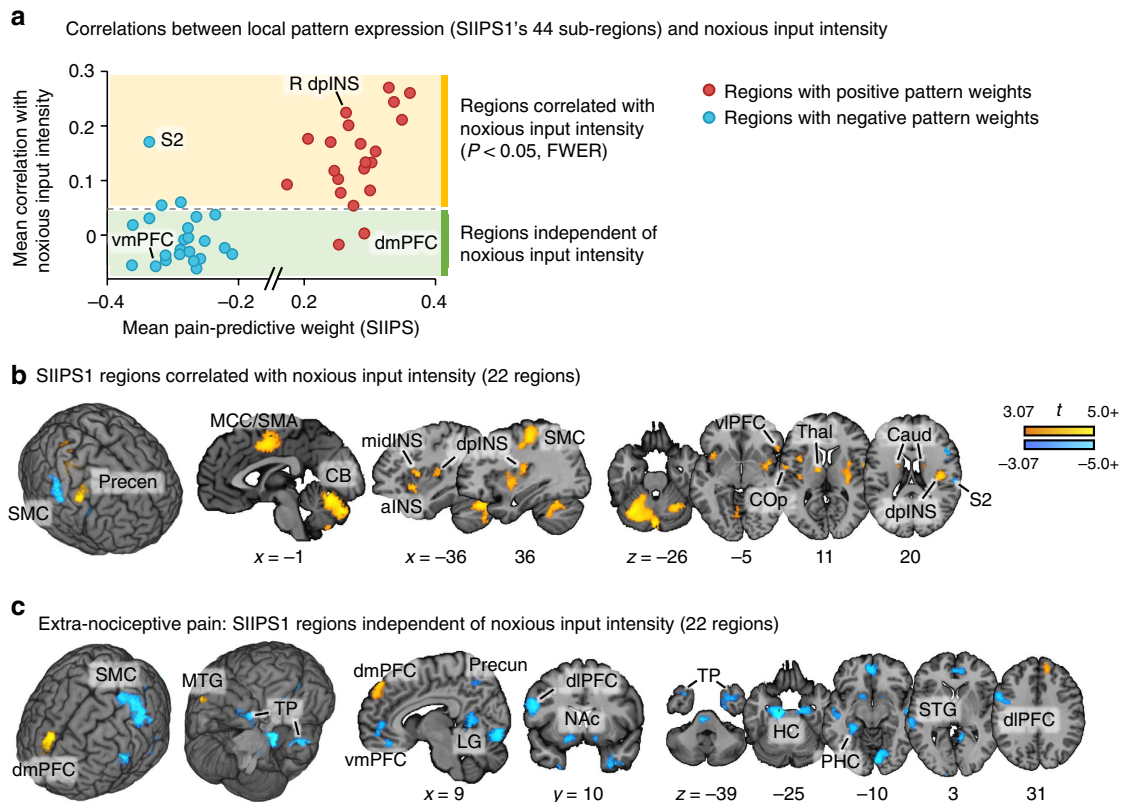 a
Correlations between local pattern expression (SIIPS1's 44 sub-regions) and noxious input intensity
Mean correlation with
noxious input intensity
0.3
0.2
0.1
0
R dpINS
S2
vmPFC
dmPFC
–0.4
–0.2
0.2
0.4
Mean pain-predictive weight (SIIPS)
Regions correlated with
noxious input intensity
(P < 0.05, FWER)
Regions independent of
noxious input intensity
Regions with positive pattern weights
Regions with negative pattern weights
b SIIPS1 regions correlated with noxious input intensity (22 regions)
3.07 t 5.0+
–3.07 –5.0+
Precen
SMC
MCC/SMA
CB
midINS
dpINS
SMC
aINS
vlPFC
Thal
Caud
COp
dpINS
S2
x = –1
x = –36
36
z = –26
–5
11
20
c
Extra-nociceptive pain: SIIPS1 regions independent of noxious input intensity (22 regions)
SMC
dmPFC
MTG
TP
dmPFC
Precun
LG
vmPFC
dlPFC
NAc
TP
HC
PHC
STG
dlPFC
x = 9
y = 10
z = –39
–25
–10
3
31